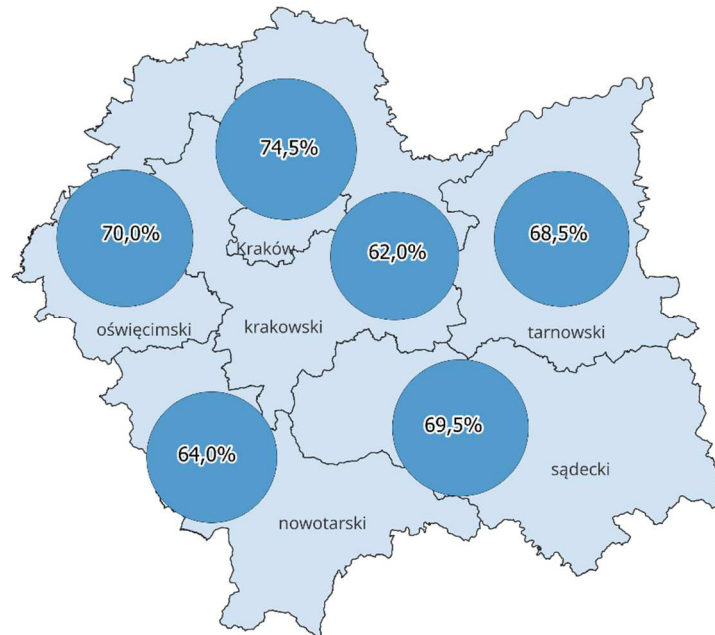 74,5%
70,0%
68,5%
Kraków
62,0%
oświęcimski
krakowski
tarnowski
69,5%
64,0%
sądecki
nowotarski